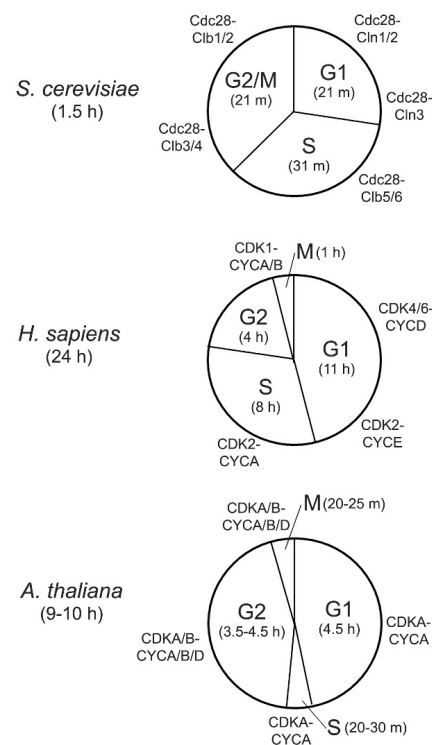 Cdc28-
Clb1/2
Cdc28-
Cln1/2
G2/M
(21 m)
G1
(21 m)
S. cerevisiae
(1.5 h)
Cdc28-
Cln3
Cdc28-
Clb3/4
S
(31 m)
Cdc28-
Clb5/6
CDK1-
CYCA/B
M (1 h)
CDK4/6-
CYCD
G2
(4 h)
H. sapiens
(24 h)
G1
(11 h)
S
(8 h)
CDK2-
CYCA
CDK2-
CYCE
CDKA/B-
CYCA/B/D
M (20-25 m)
A. thaliana
(9-10 h)
G2
(3.5-4.5 h)
G1
(4.5 h)
CDKA-
CYCA
CDKA/B-
CYCA/B/D
CDKA-
CYCA
S (20-30 m)